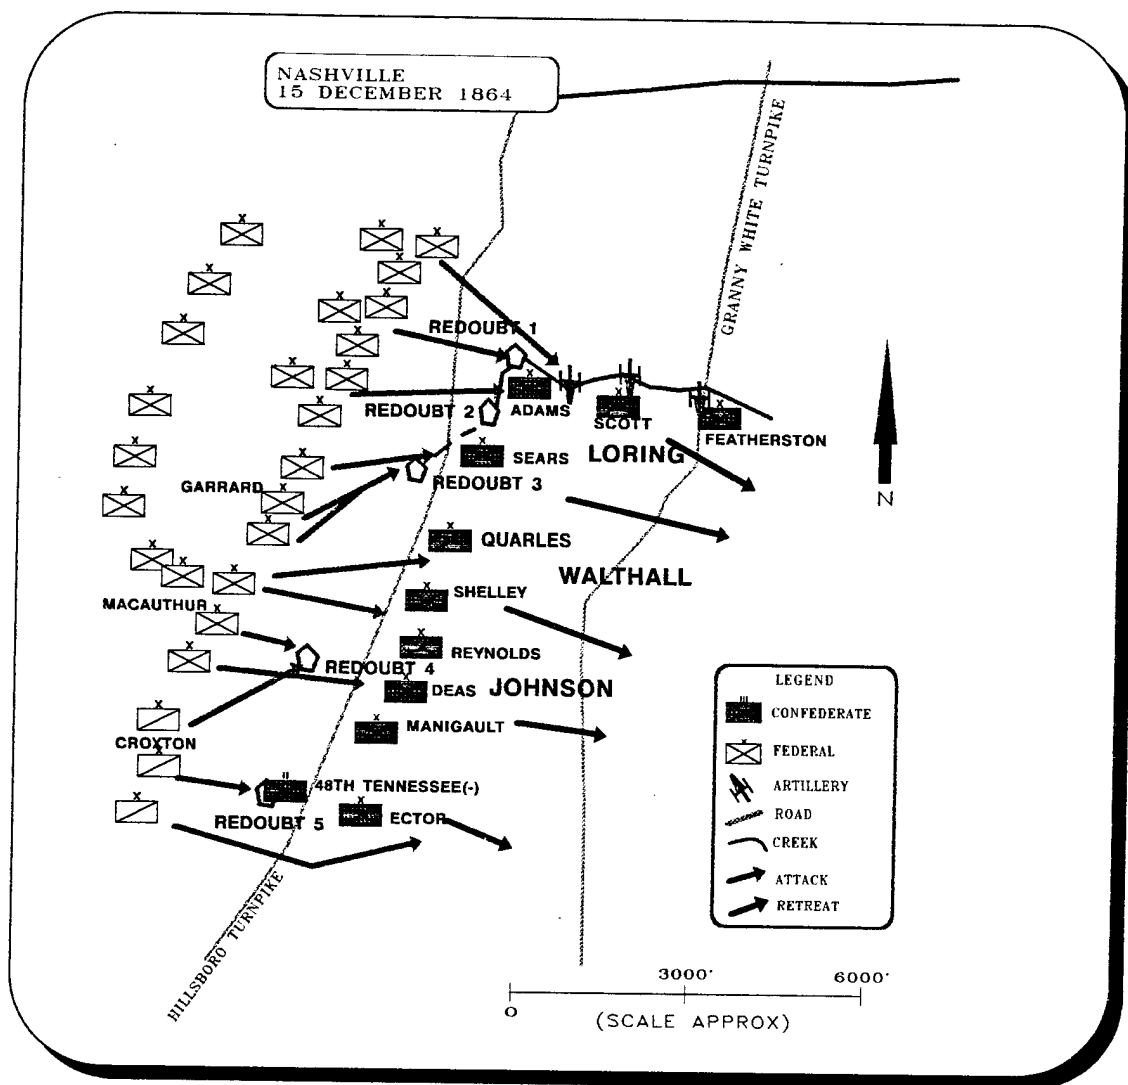 NASHVILLE
15 DECEMBER 1864
GRANNY WHITE TURNPIKE
REDOUBT 1
REDOUBT 2
ADAMS
SCOTT
FEATHERSTON
SEARS
LORING
GARRARD
REDOUBT 3
N
QUARLES
WALTHALL
SHELLEY
MACAUTHUR
REYNOLDS
REDOUBT 4
DEAS
JOHNSON
MANIGAULT
CROXTON
48TH TENNESSEE(-)
REDOUBT 5
ECTOR
HILLSBORO TURNPIKE
LEGEND
CONFEDERATE
FEDERAL
ARTILLERY
ROAD
CREEK
ATTACK
RETREAT
3000'
6000'
0
(SCALE APPROX)